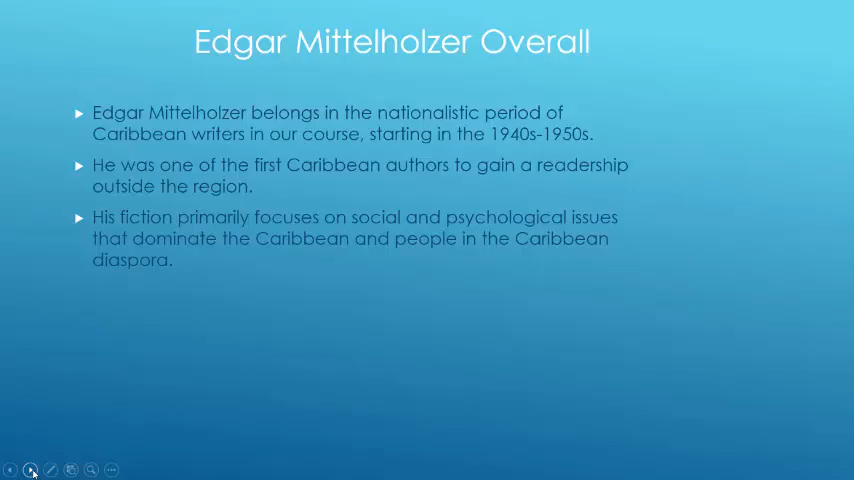 Edgar Mittelholzer Overall
Edgar Mittelholzer belongs in the nationalistic period of
Caribbean writers in our course, starting in the 1940s-1950s.
He was one of the first Caribbean authors to gain a readership
outside the region.
His fiction primarily focuses on social and psychological issues
that dominate the Caribbean and people in the Caribbean
diaspora.